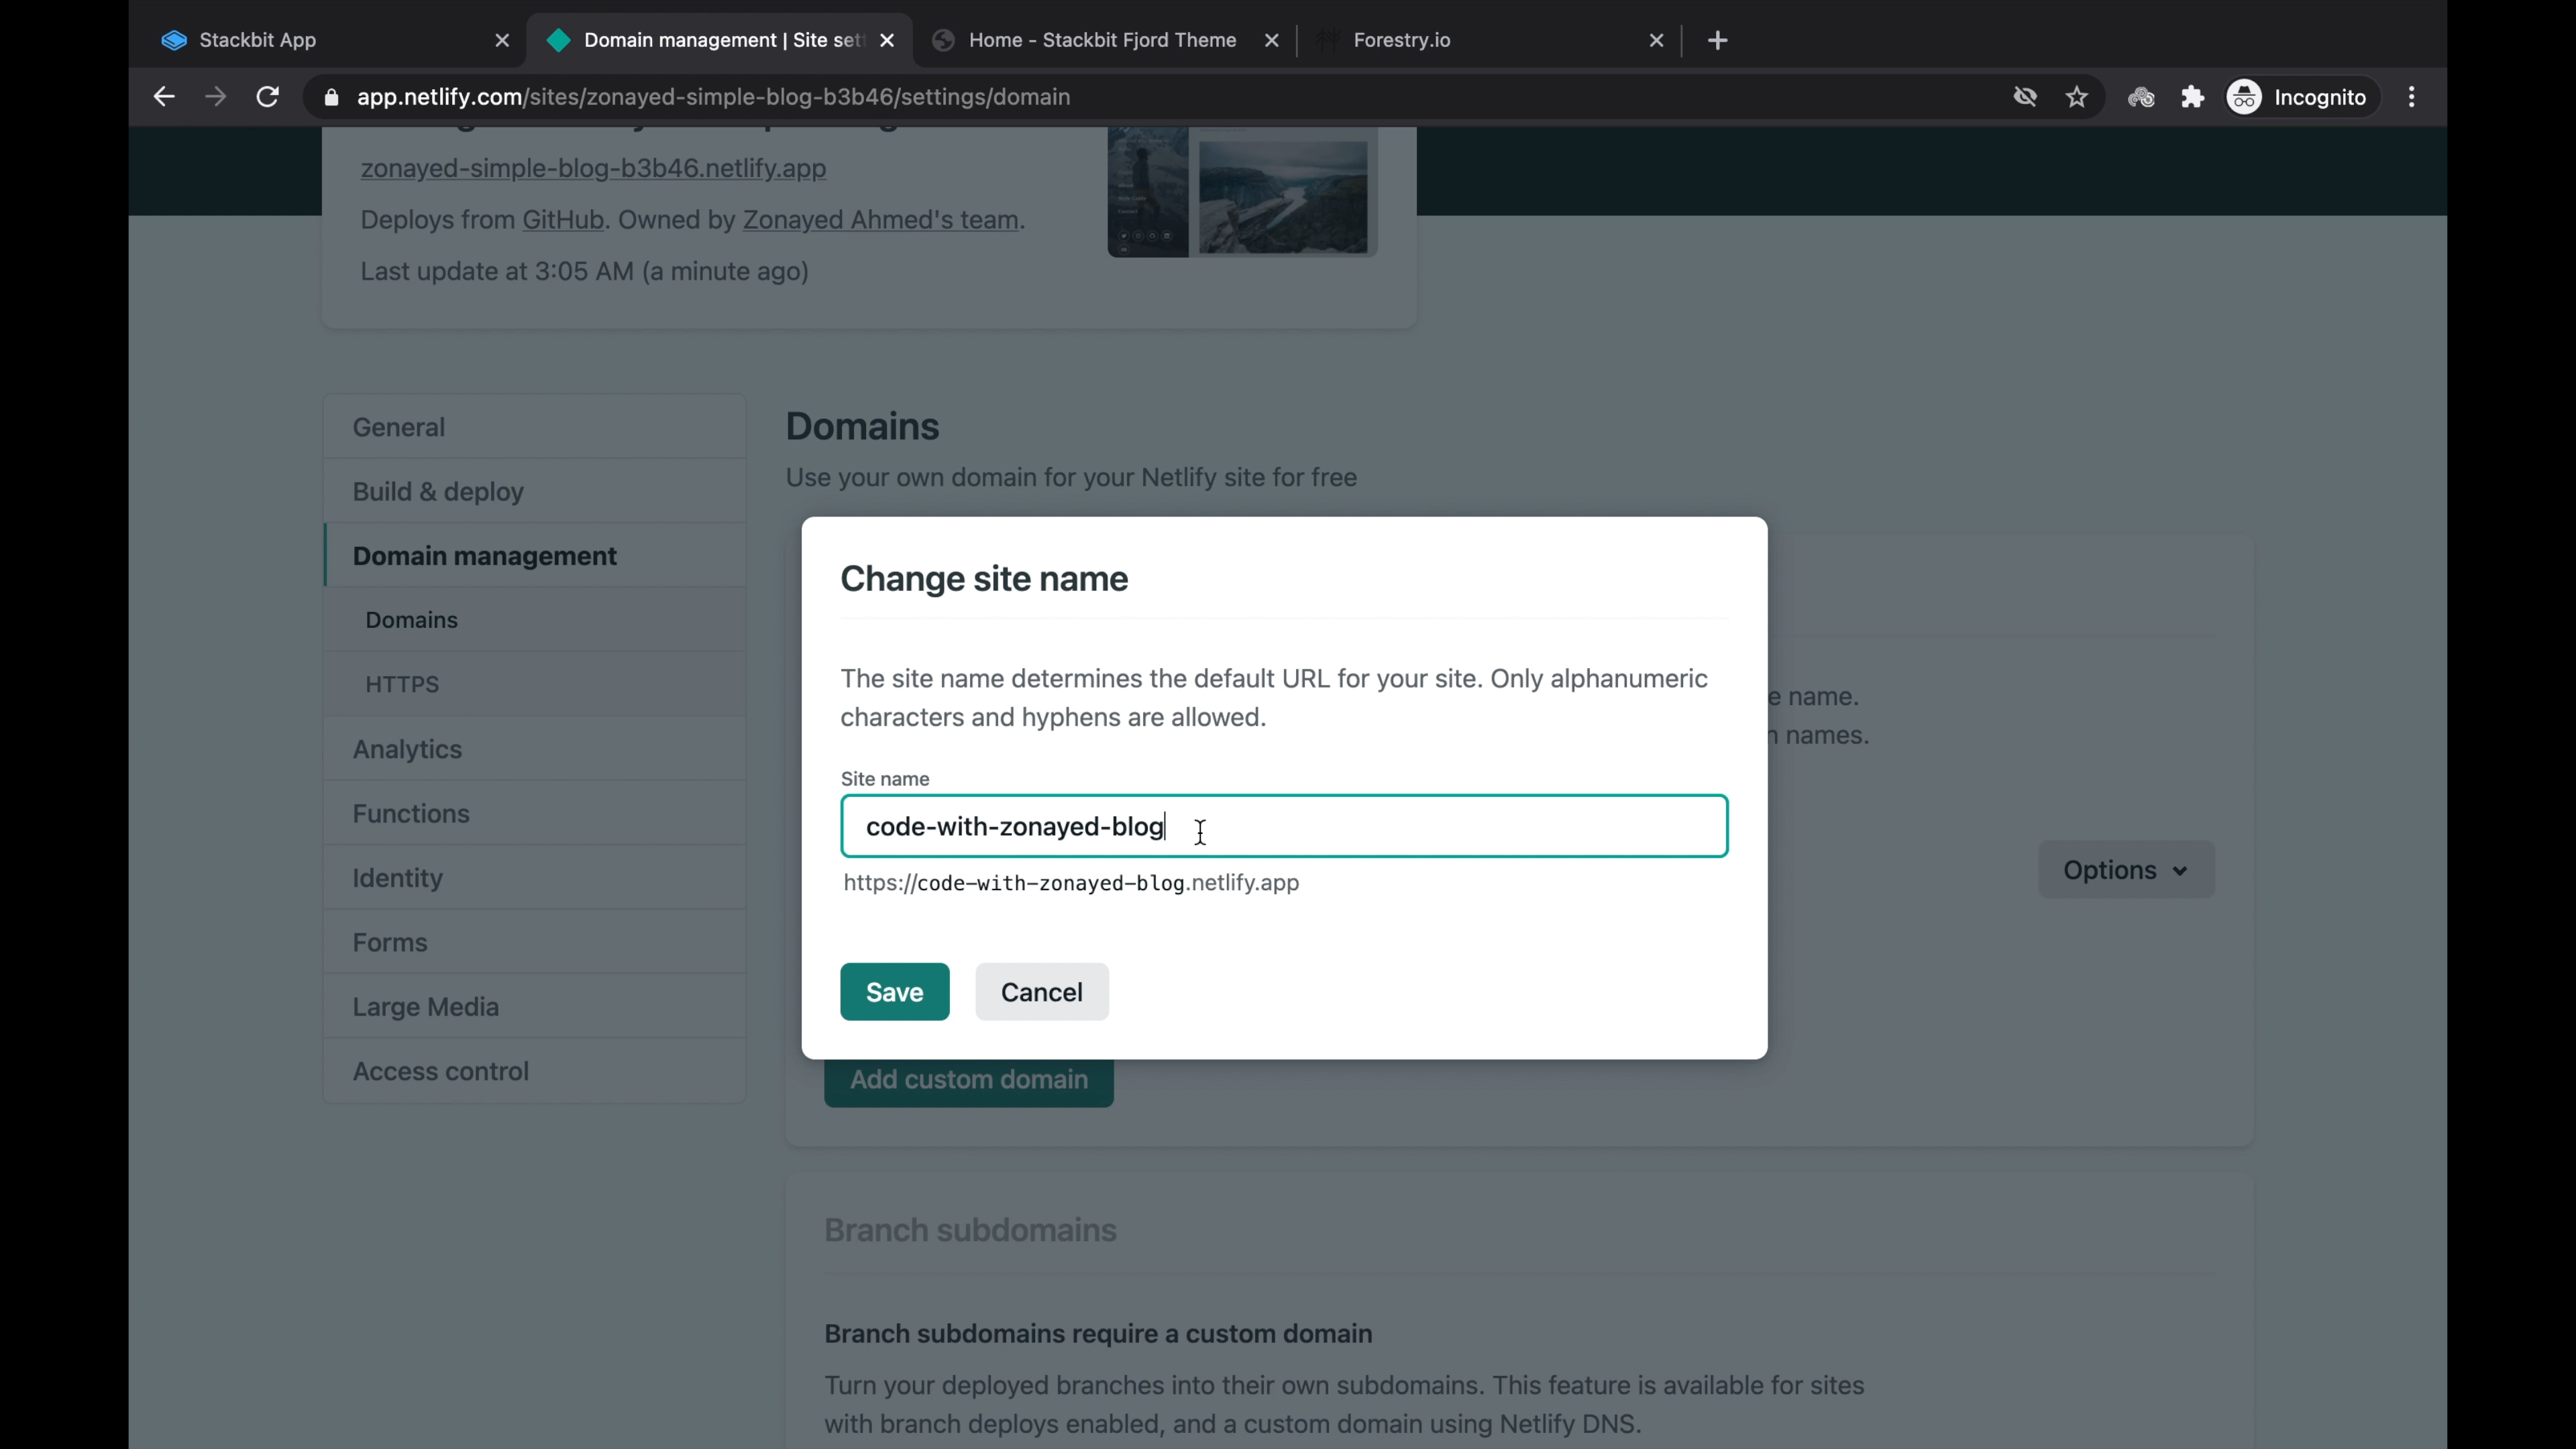 Stackbit App
Domain management | Site sett
Home - Stackbit Fjord Theme
Forestry.io
app.netlify.com/sites/zonayed-simple-blog-b3b46/settings/domain
Incognito
zonayed-simple-blog-b3b46.netlify.app
Deploys from GitHub. Owned by Zonayed Ahmed's team.
Last update at 3:05 AM (a minute ago)
General
Build & deploy
Domain management
Domains
HTTPS
Analytics
Functions
Identity
Forms
Large Media
Access control
Domains
Use your own domain for your Netlify site for free
Change site name
The site name determines the default URL for your site. Only alphanumeric
characters and hyphens are allowed.
Site name
code-with-zonayed-blog
https://code-with-zonayed-blog.netlify.app
Save
Cancel
name.
names.
Options
Add custom domain
Branch subdomains
Branch subdomains require a custom domain
Turn your deployed branches into their own subdomains. This feature is available for sites
with branch deploys enabled, and a custom domain using Netlify DNS.